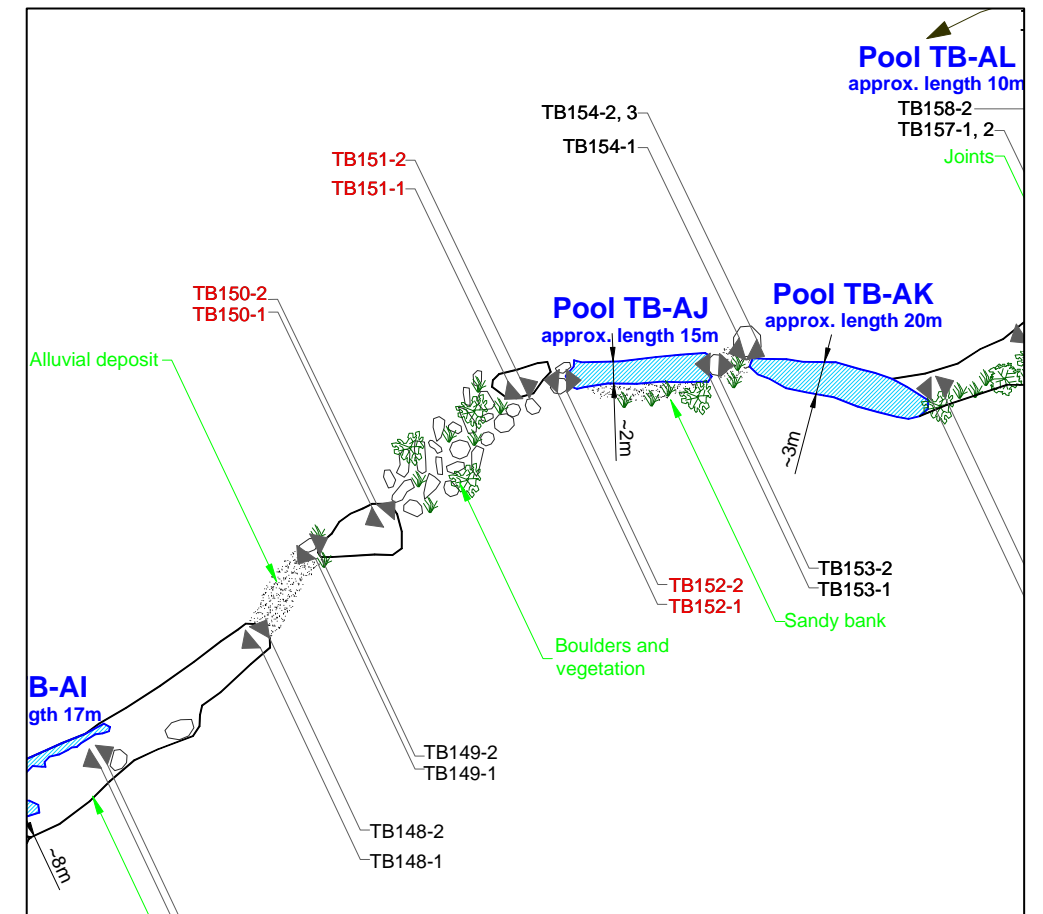 Pool TB-AL
approx. length 10m
TB158-2
TB157-1, 2
Joints
TB154-2, 3
TB154-1
TB151-2
TB151-1
TB150-2
TB150-1
Pool TB-AJ
approx. length 15m
Pool TB-AK
approx. length 20m
Alluvial deposit
~2m
~3m
TB153-2
TB153-1
TB152-2
TB152-1
Sandy bank
Boulders and
vegetation
B-AI
gth 17m
TB149-2
TB149-1
TB148-2
TB148-1
~8m